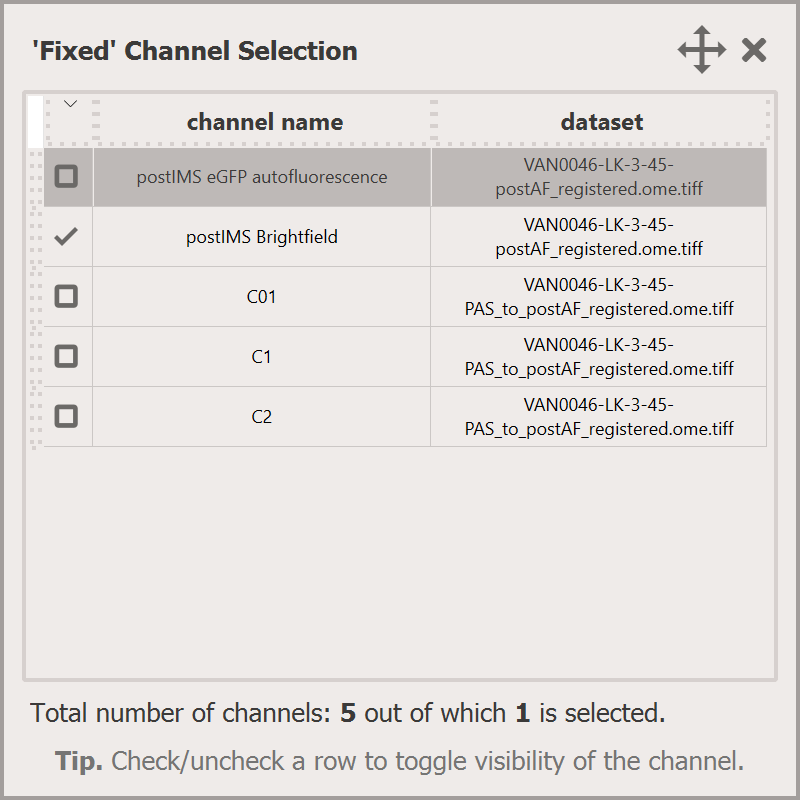 'Fixed' Channel Selection
channel name dataset
postIMS eGFP autofluorescence VAN0046-LK-3-45-
postAF_registered.ome.tiff
postIMS Brightfield VAN0046-LK-3-45-
postAF_registered.ome.tiff
C01 VAN0046-LK-3-45-
PAS_to_postAF_registered.ome.tiff
C1 VAN0046-LK-3-45-
PAS_to_postAF_registered.ome.tiff
C2 VAN0046-LK-3-45-
PAS_to_postAF_registered.ome.tiff
Total number of channels: 5 out of which 1 is selected.
Tip. Check/uncheck a row to toggle visibility of the channel.